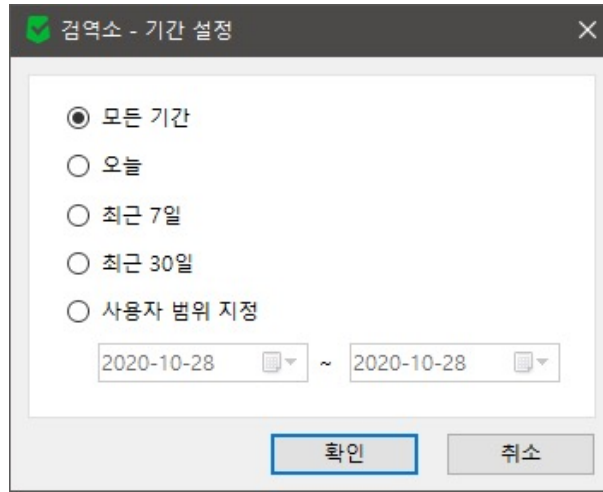 검역소 - 기간 설정
모든 기간
오늘
최근 7일
최근 30일
사용자 범위 지정
2020-10-28 ~ 2020-10-28
확인 취소